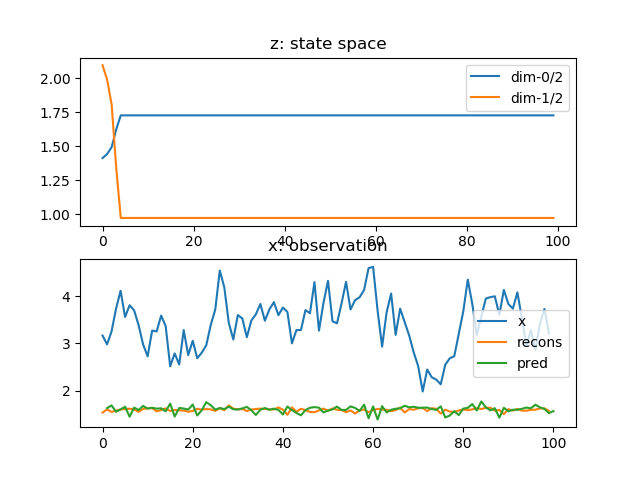 z: state space
2.00
1.75
1.50
1.25
1.00
dim-0/2
dim-1/2
0 20 40 60 80 100
x: observation
4
3
2
x
recons
pred
0 20 40 60 80 100